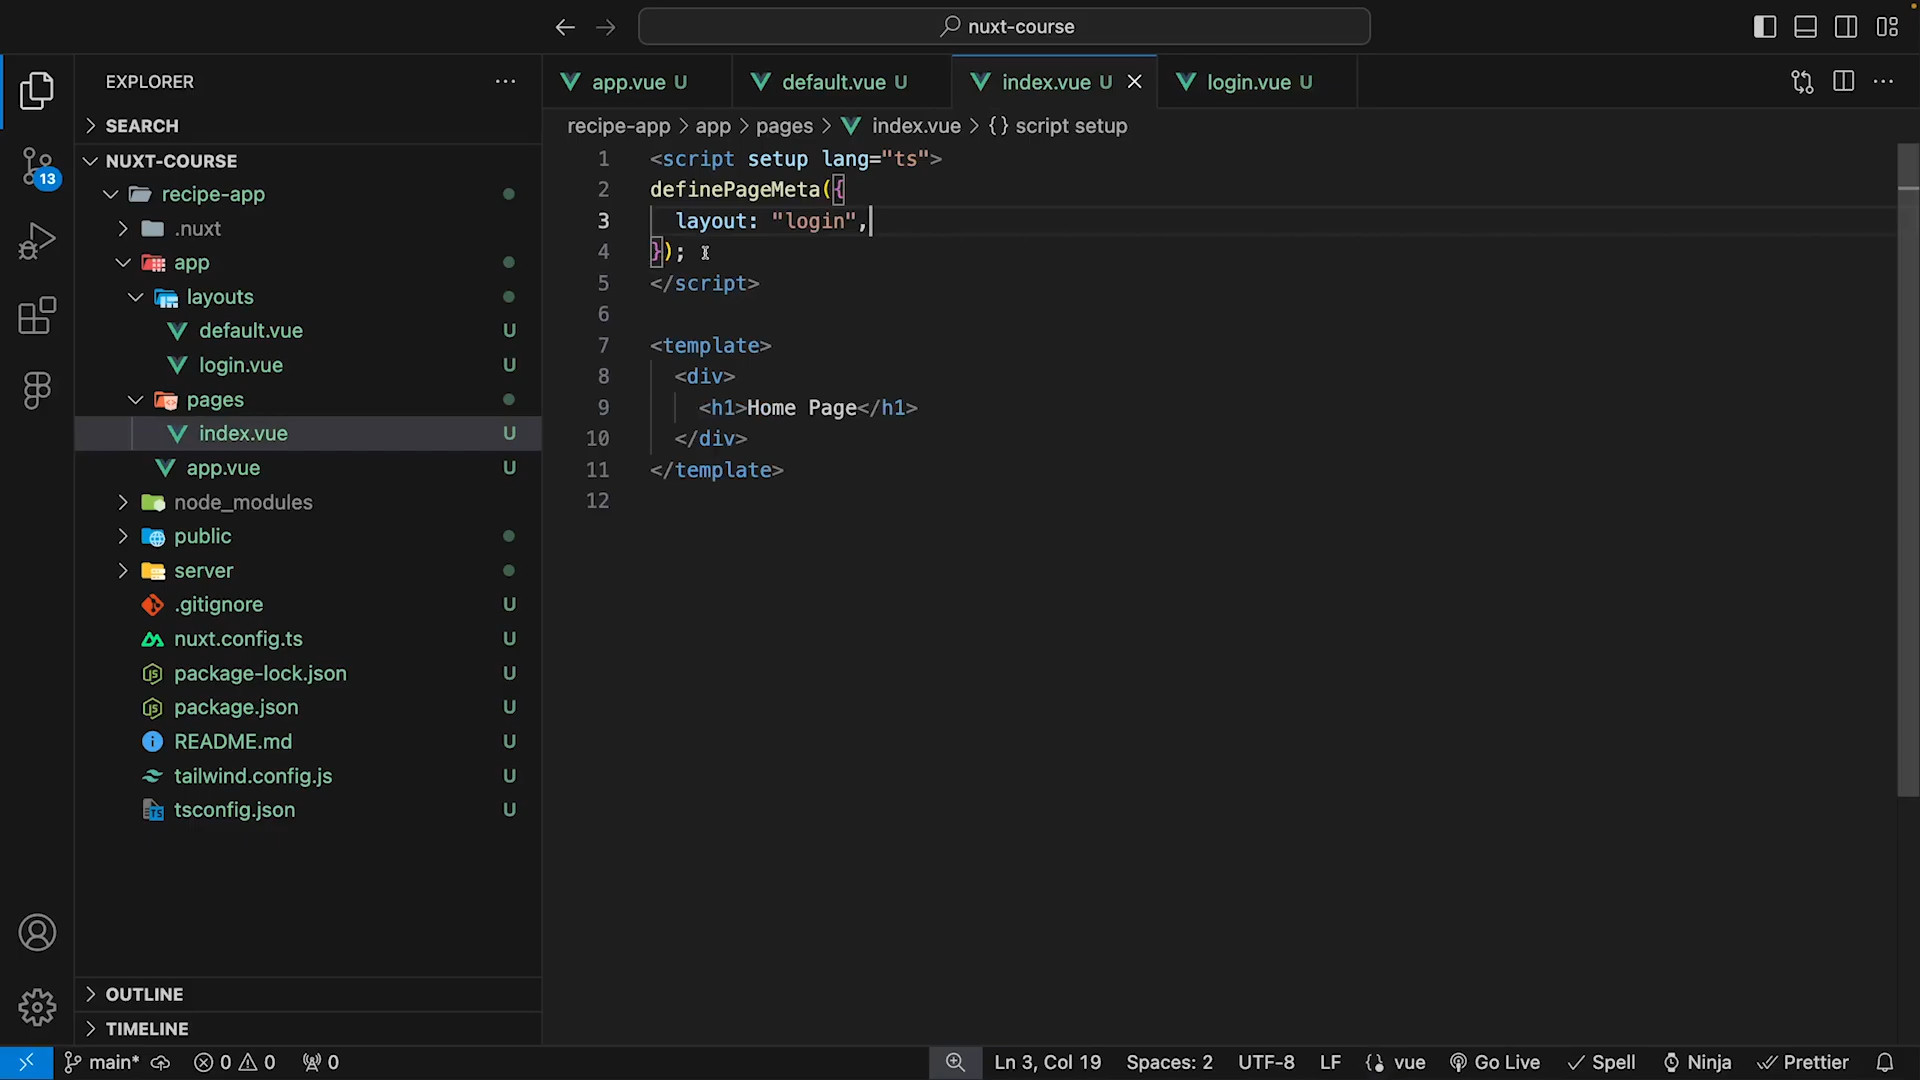 nuxt-course
EXPLORER
SEARCH
NUXT-COURSE
recipe-app
.nuxt
app
layouts
default.vue U
login.vue U
pages
index.vue U
app.vue U
node_modules
public
server
.gitignore U
nuxt.config.ts U
package-lock.json U
package.json U
README.md U
tailwind.config.js U
tsconfig.json U
OUTLINE
TIMELINE
13
app.vue U
default.vue U
index.vue U
login.vue U
recipe-app > app > pages > index.vue > {} script setup
1 <script setup lang="ts">
2 definePageMeta({
3 layout: "login",
4 });
5 </script>
6
7 <template>
8 <div>
9 <h1>Home Page</h1>
10 </div>
11 </template>
12
main* 0 0 0 Ln 3, Col 19 Spaces: 2 UTF-8 LF vue Go Live Spell Ninja Prettier